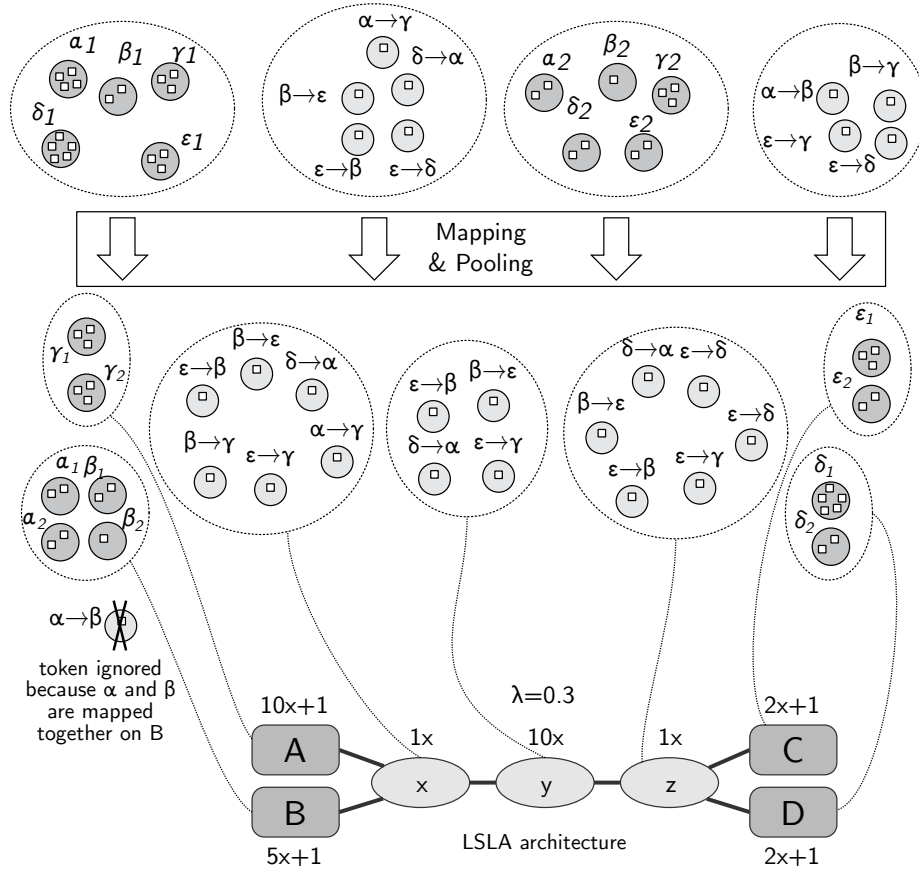 α1 β1 γ1
δ1 ε1
α→γ
δ→α
β→ε
ε→β ε→δ
α2 β2 γ2
δ2 ε2
β→γ
α→β
ε→γ
ε→δ
Mapping
& Pooling
γ1
γ2
β→ε
ε→β δ→α
β→γ ε→γ α→γ
ε→β β→ε
δ→α ε→γ
δ→α ε→δ
β→ε ε→δ
ε→β ε→γ
ε1
ε2
α1 β1
α2 β2
δ1
δ2
α→β
token ignored
because α and β
are mapped
together on B
λ=0.3
10x+1 1x 10x 1x 2x+1
A C
x y z
B D
5x+1 LSLA architecture 2x+1